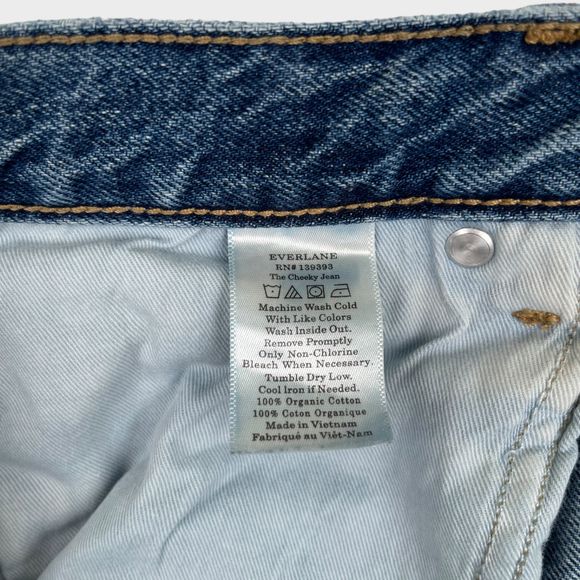 EVERLANE
RN# 139393
The Cheeky Jean
Machine Wash Cold
With Like Colors
Wash Inside Out.
Remove Promptly
Only Non-Chlorine
Bleach When Necessary.
Tumble Dry Low.
Cool Iron if Needed.
100% Organic Cotton
100% Coton Organique
Made in Vietnam
Fabriqué au Viêt-Nam